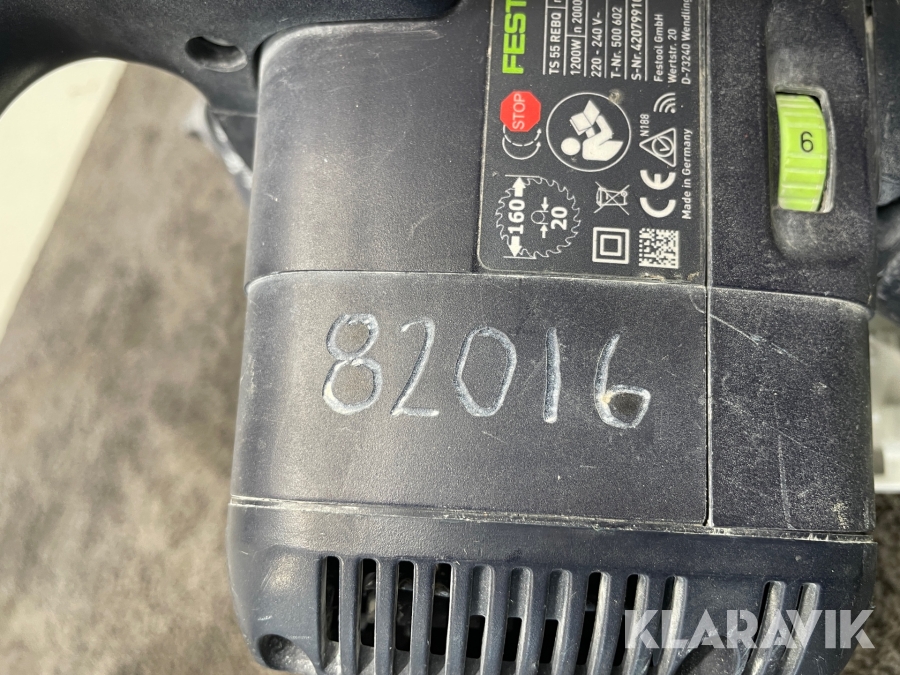 FEST
TS 55 REBQ
1200W n 2000
220 - 240 V~
T-Nr. 500 602
S-Nr. 42079910
Festool GmbH
Wertstr. 20
D-73240 Wendling
STOP
N188
CE
Made in Germany
160
20
6
82016
KLARAVIK